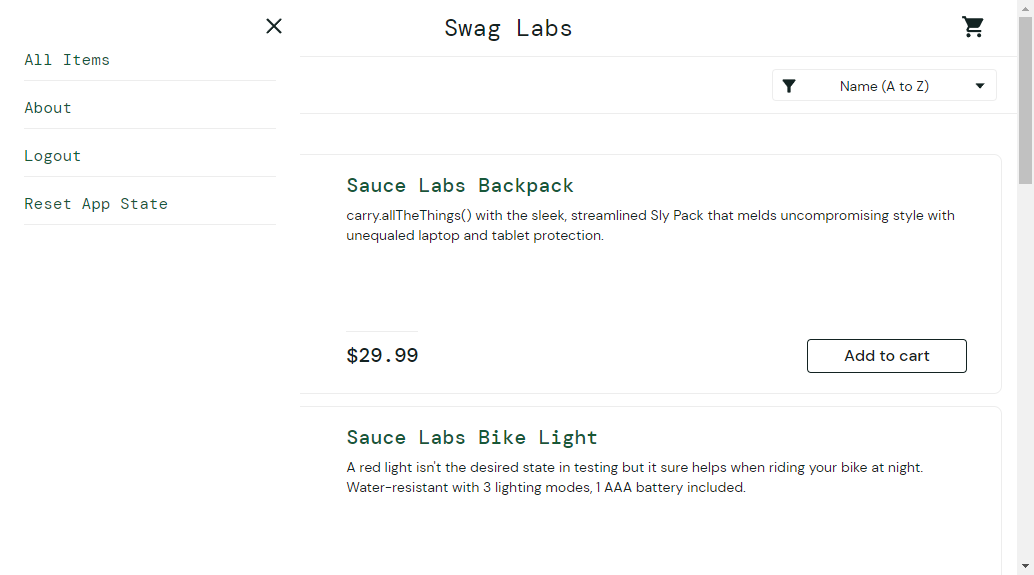 All Items
About
Logout
Reset App State
Swag Labs
Name (A to Z)
Sauce Labs Backpack
carry.allTheThings() with the sleek, streamlined Sly Pack that melds uncompromising style with
unequaled laptop and tablet protection.
$29.99
Add to cart
Sauce Labs Bike Light
A red light isn't the desired state in testing but it sure helps when riding your bike at night.
Water-resistant with 3 lighting modes, 1 AAA battery included.